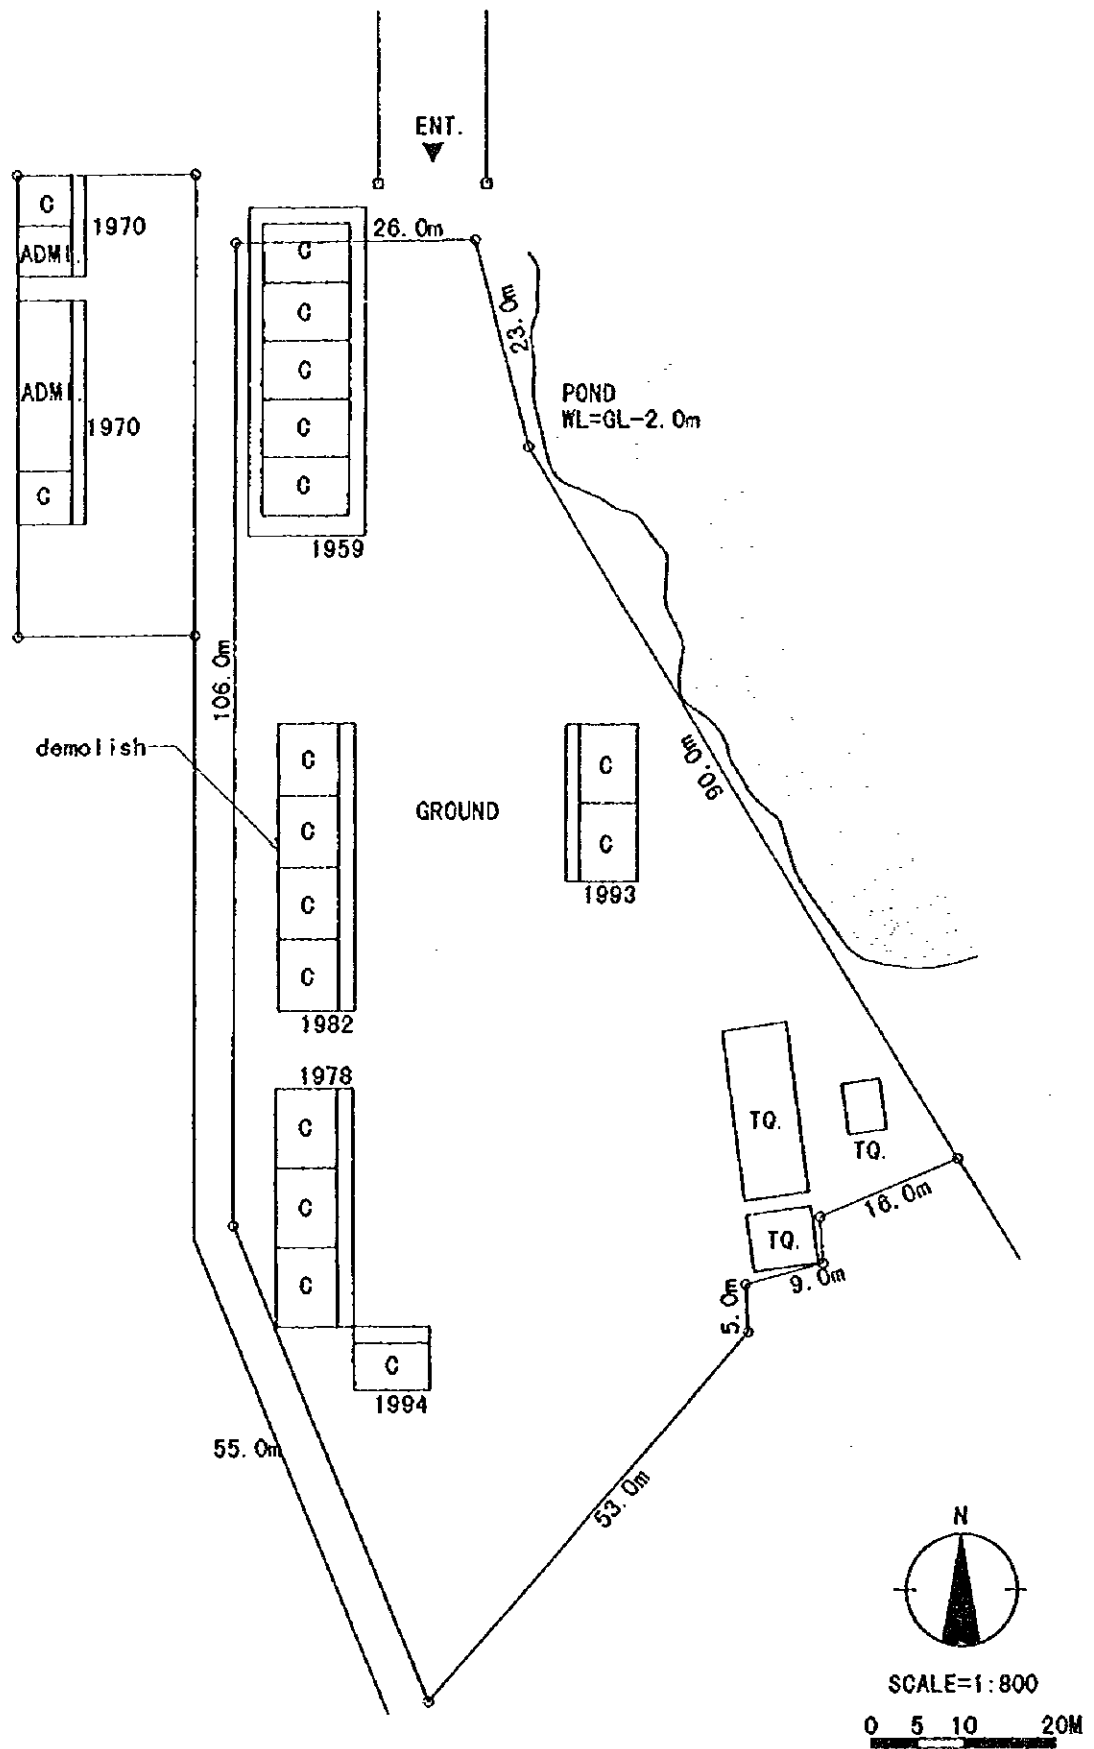 ENT.
C
1970
ADMI.
26.0m
C
C
C
C
C
23.0m
POND
WL=GL-2.0m
ADMI.
1970
C
1959
106.0m
demolish
C
C
C
C
1982
GROUND
C
C
1993
90.0m
1978
C
C
C
C
1994
TQ.
TQ.
TQ.
16.0m
9.0m
5.0m
55.0m
53.0m
N
SCALE=1:800
0 5 10 20M